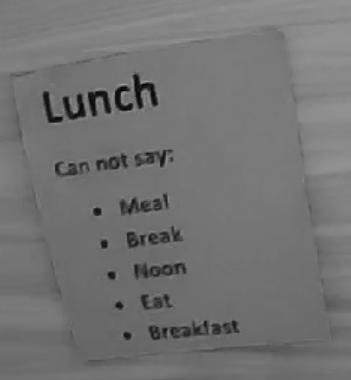 Lunch
Can not say:
• Meal
• Break
• Noon
• Eat
• Breakfast